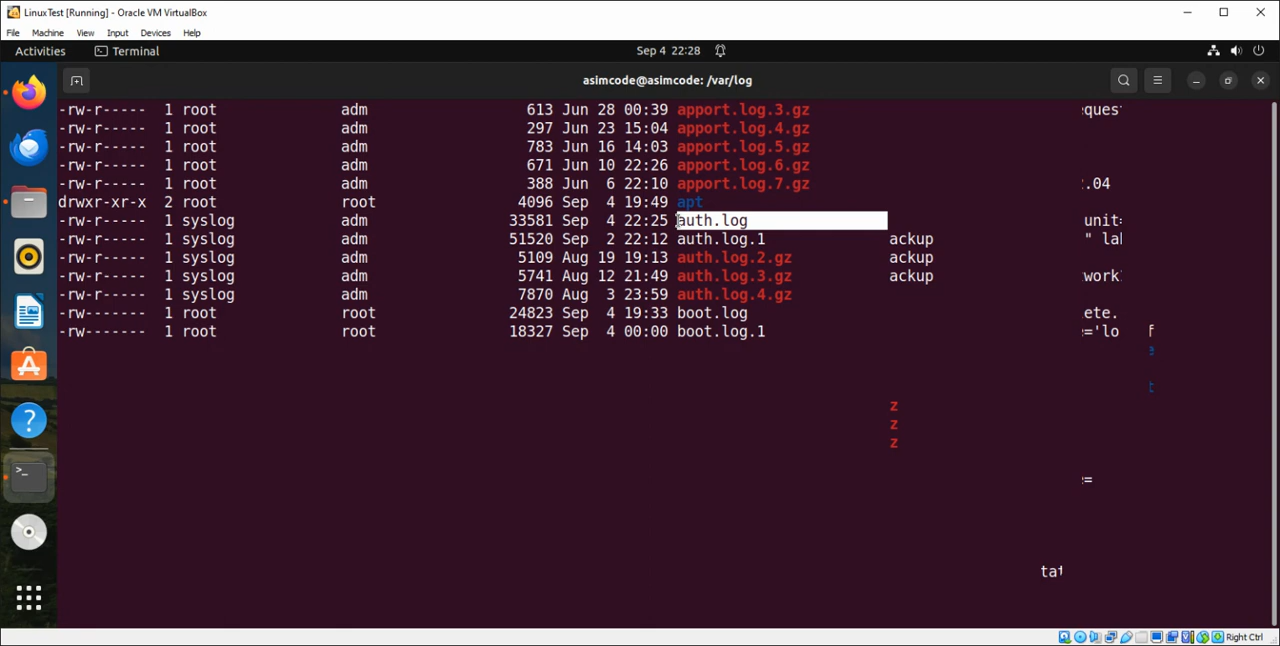 LinuxTest [Running] - Oracle VM VirtualBox
File Machine View Input Devices Help
Activities Terminal Sep 4 22:28
asimcode@asimcode: /var/log
-rw-r----- 1 root adm 613 Jun 28 00:39 apport.log.3.gz
-rw-r----- 1 root adm 297 Jun 23 15:04 apport.log.4.gz
-rw-r----- 1 root adm 783 Jun 16 14:03 apport.log.5.gz
-rw-r----- 1 root adm 671 Jun 10 22:26 apport.log.6.gz
-rw-r----- 1 root adm 388 Jun 6 22:10 apport.log.7.gz .04
drwxr-xr-x 2 root root 4096 Sep 4 19:49 apt
-rw-r----- 1 syslog adm 33581 Sep 4 22:25 auth.log unit=
-rw-r----- 1 syslog adm 51520 Sep 2 22:12 auth.log.1 ackup " lal
-rw-r----- 1 syslog adm 5109 Aug 19 19:13 auth.log.2.gz ackup
-rw-r----- 1 syslog adm 5741 Aug 12 21:49 auth.log.3.gz ackup work
-rw-r----- 1 syslog adm 7870 Aug 3 23:59 auth.log.4.gz
-rw------- 1 root root 24823 Sep 4 19:33 boot.log ete.
-rw------- 1 root root 18327 Sep 4 00:00 boot.log.1 ='lo f
z
z
z
Right Ctrl